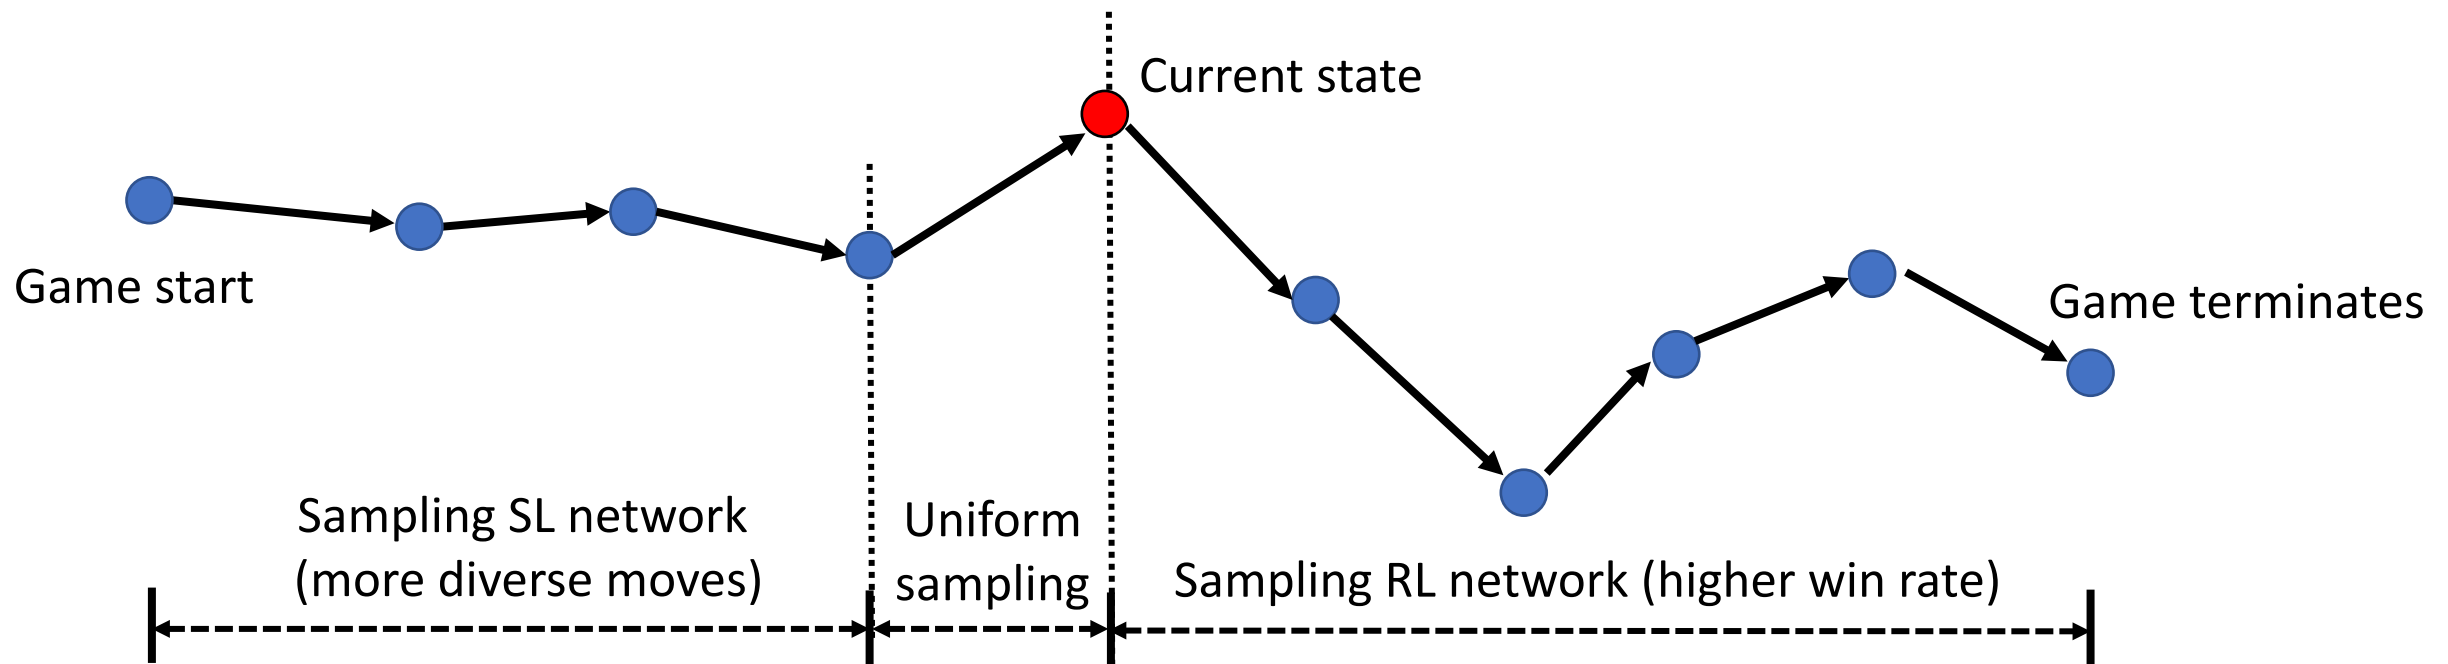 Current state
Game start
Game terminates
Sampling SL network
(more diverse moves)
Uniform
sampling
Sampling RL network (higher win rate)